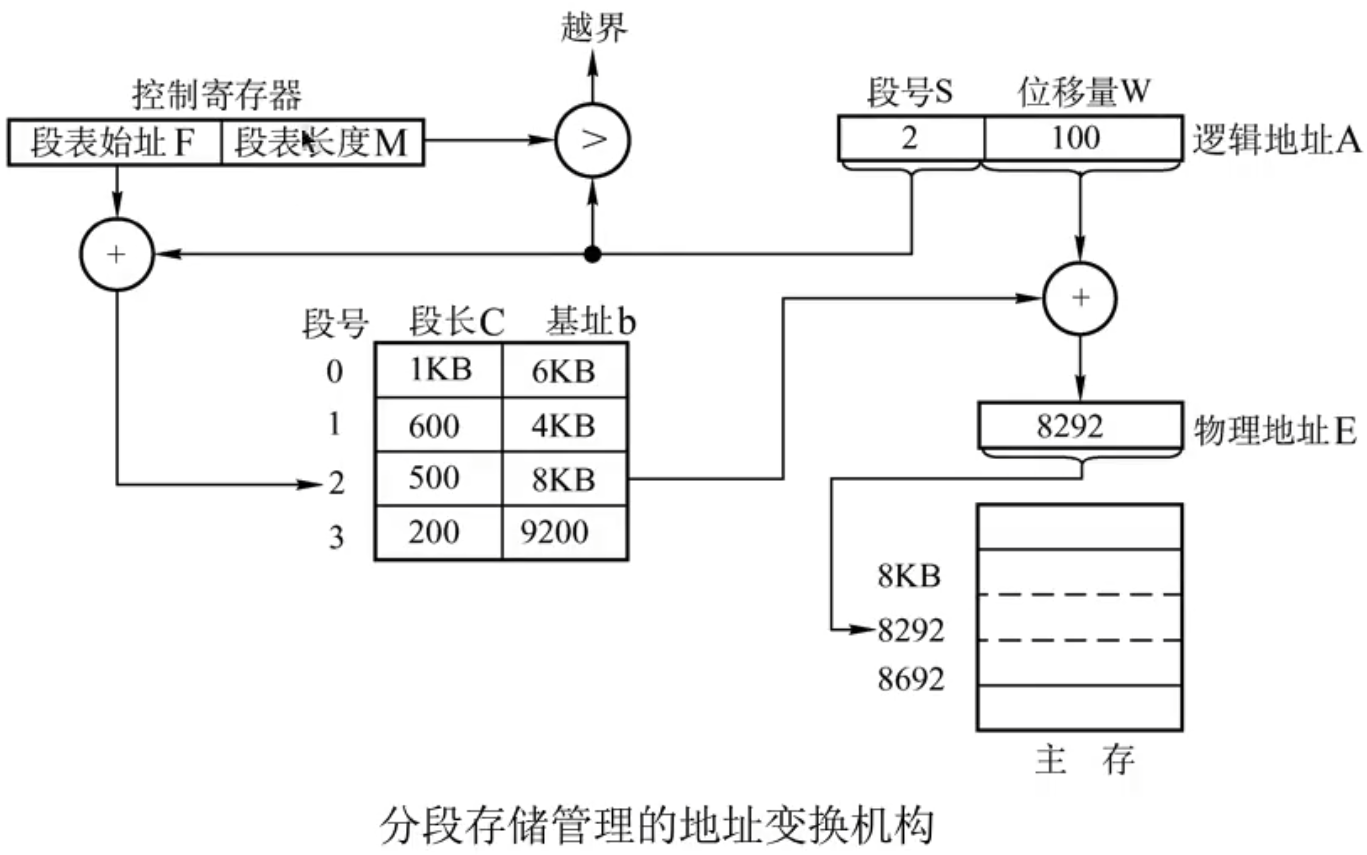 越界
控制寄存器
段表始址F 段表长度M
>
段号S 位移量W
2 100 逻辑地址A
+
+
段号 段长C 基址b
0 1KB 6KB
1 600 4KB
2 500 8KB
3 200 9200
8292 物理地址E
8KB
8292
8692
主 存
分段存储管理的地址变换机构